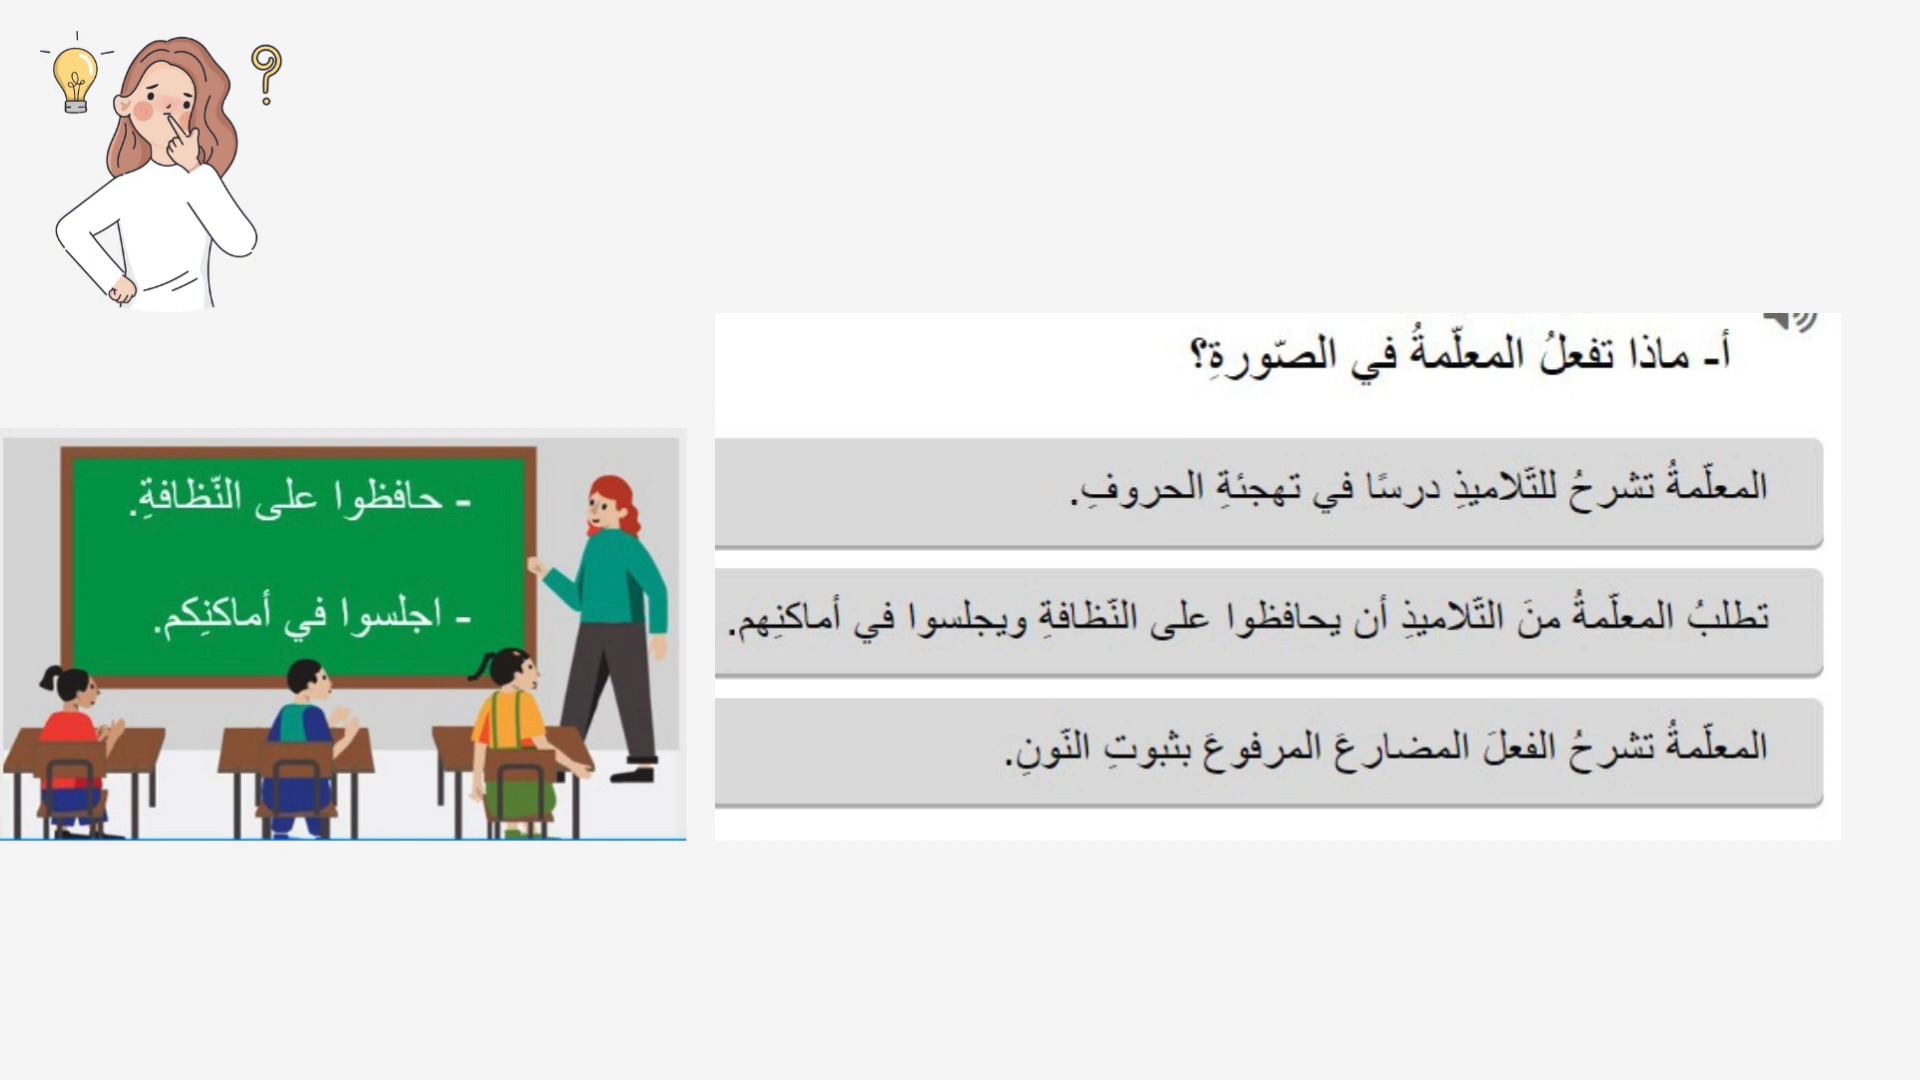 أ- ماذا تفعلُ المعلّمةُ في الصّورةِ؟
المعلّمةُ تشرحُ للتّلاميذِ درسًا في تهجئةِ الحروفِ.
تطلبُ المعلّمةُ منَ التّلاميذِ أن يحافظوا على النّظافةِ ويجلسوا في أماكنِهم.
المعلّمةُ تشرحُ الفعلَ المضارعَ المرفوعَ بثبوتِ النّونِ.
- حافظوا على النّظافةِ.
- اجلسوا في أماكنِكم.